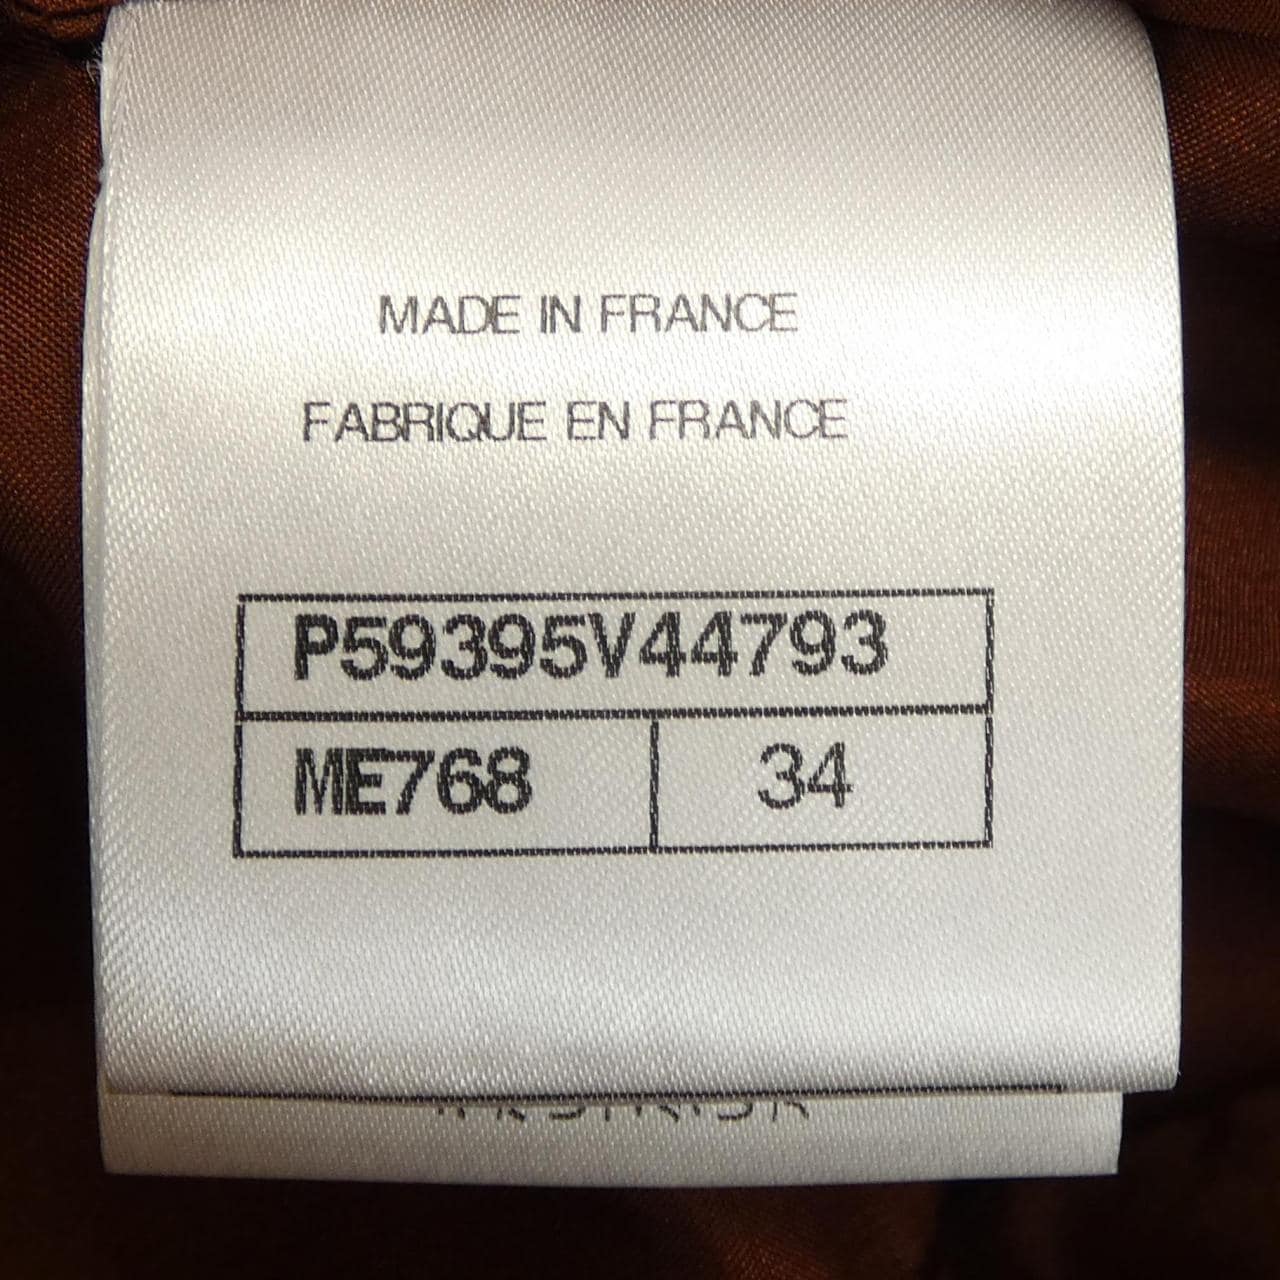 MADE IN FRANCE
FABRIQUE EN FRANCE
P59395V44793
ME768 34